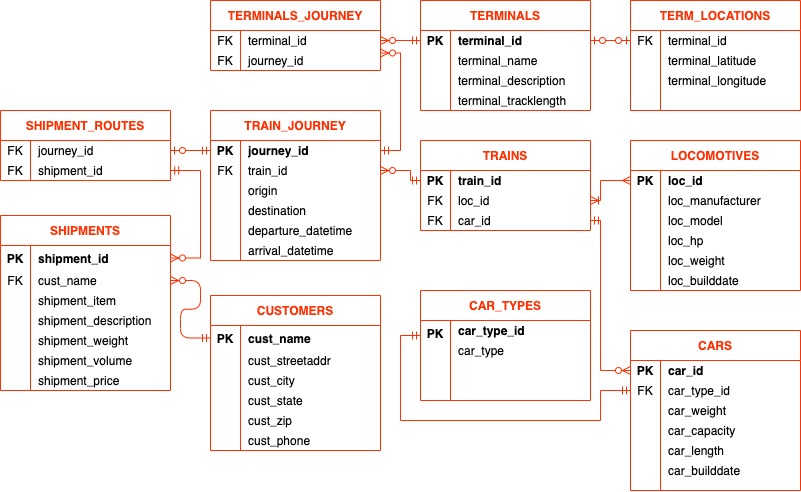 TERMINALS_JOURNEY
FK terminal_id
FK journey_id
TERMINALS
PK terminal_id
terminal_name
terminal_description
terminal_tracklength
TERM_LOCATIONS
FK terminal_id
terminal_latitude
terminal_longitude
SHIPMENT_ROUTES
FK journey_id
FK shipment_id
TRAIN_JOURNEY
PK journey_id
FK train_id
origin
destination
departure_datetime
arrival_datetime
TRAINS
PK train_id
FK loc_id
FK car_id
LOCOMOTIVES
PK loc_id
loc_manufacturer
loc_model
loc_hp
loc_weight
loc_builddate
SHIPMENTS
PK shipment_id
FK cust_name
shipment_item
shipment_description
shipment_weight
shipment_volume
shipment_price
CUSTOMERS
PK cust_name
cust_streetaddr
cust_city
cust_state
cust_zip
cust_phone
CAR_TYPES
PK car_type_id
car_type
CARS
PK car_id
FK car_type_id
car_weight
car_capacity
car_length
car_builddate